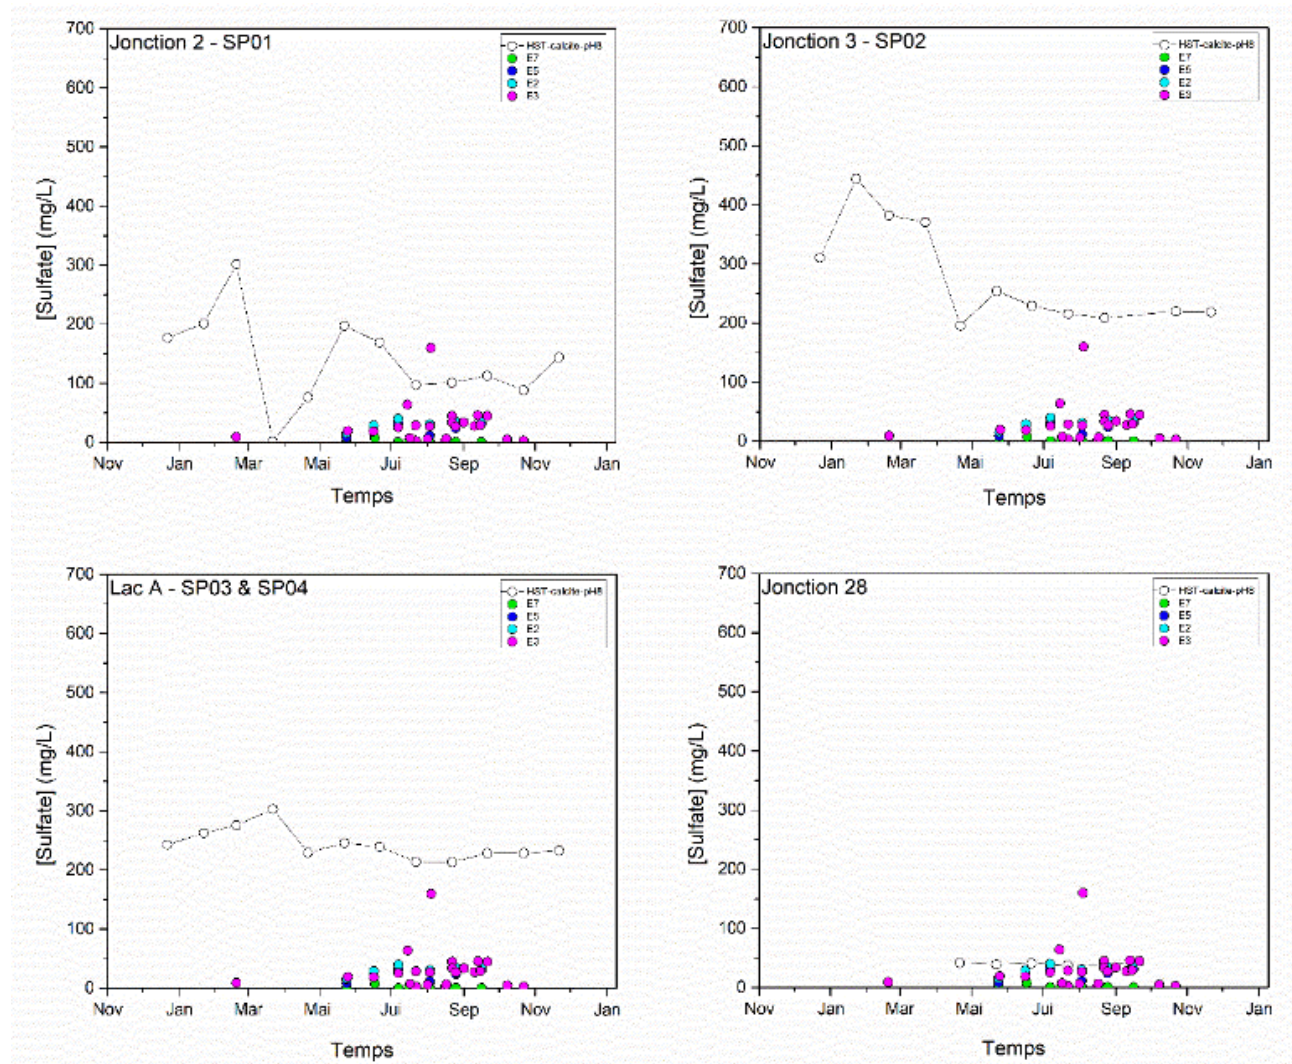 Jonction 2 - SP01
HST-calcite-pH8
E7
E5
E2
E3
700
600
500
400
300
200
100
0
[Sulfate] (mg/L)
Nov Jan Mar Mai Jui Sep Nov Jan
Temps
Jonction 3 - SP02
HST-calcite-pH8
E7
E5
E2
E3
700
600
500
400
300
200
100
0
[Sulfate] (mg/L)
Nov Jan Mar Mai Jui Sep Nov Jan
Temps
Lac A - SP03 & SP04
HST-calcite-pH8
E7
E5
E2
E3
700
600
500
400
300
200
100
0
[Sulfate] (mg/L)
Nov Jan Mar Mai Jui Sep Nov Jan
Temps
Jonction 28
HST-calcite-pH8
E7
E5
E2
E3
700
600
500
400
300
200
100
0
[Sulfate] (mg/L)
Nov Jan Mar Mai Jui Sep Nov Jan
Temps